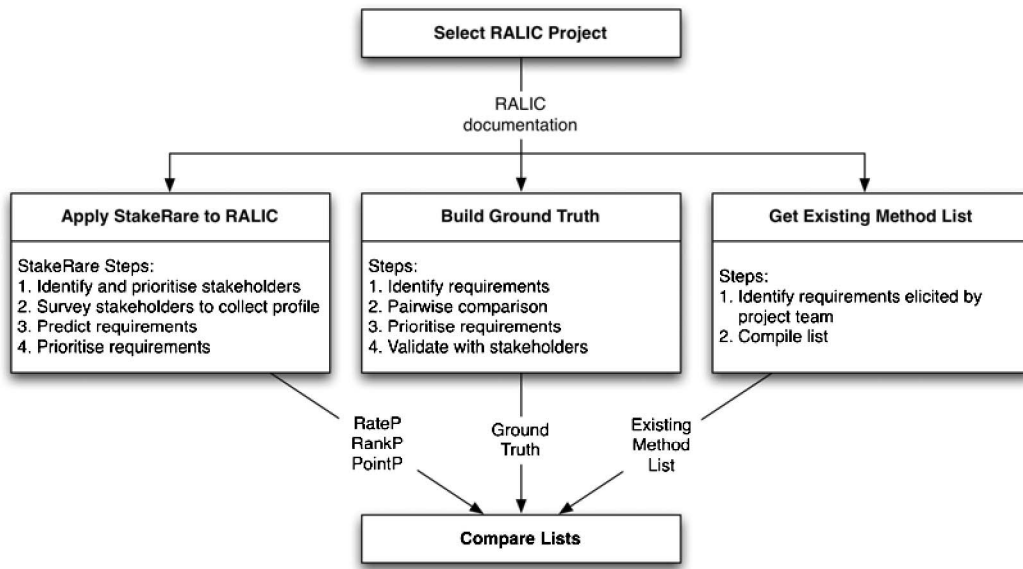 Select RALIC Project
RALIC
documentation
Apply StakeRare to RALIC
StakeRare Steps:
1. Identify and prioritise stakeholders
2. Survey stakeholders to collect profile
3. Predict requirements
4. Prioritise requirements
Build Ground Truth
Steps:
1. Identify requirements
2. Pairwise comparison
3. Prioritise requirements
4. Validate with stakeholders
Get Existing Method List
Steps:
1. Identify requirements elicited by
project team
2. Compile list
RateP
RankP
PointP
Ground
Truth
Existing
Method
List
Compare Lists